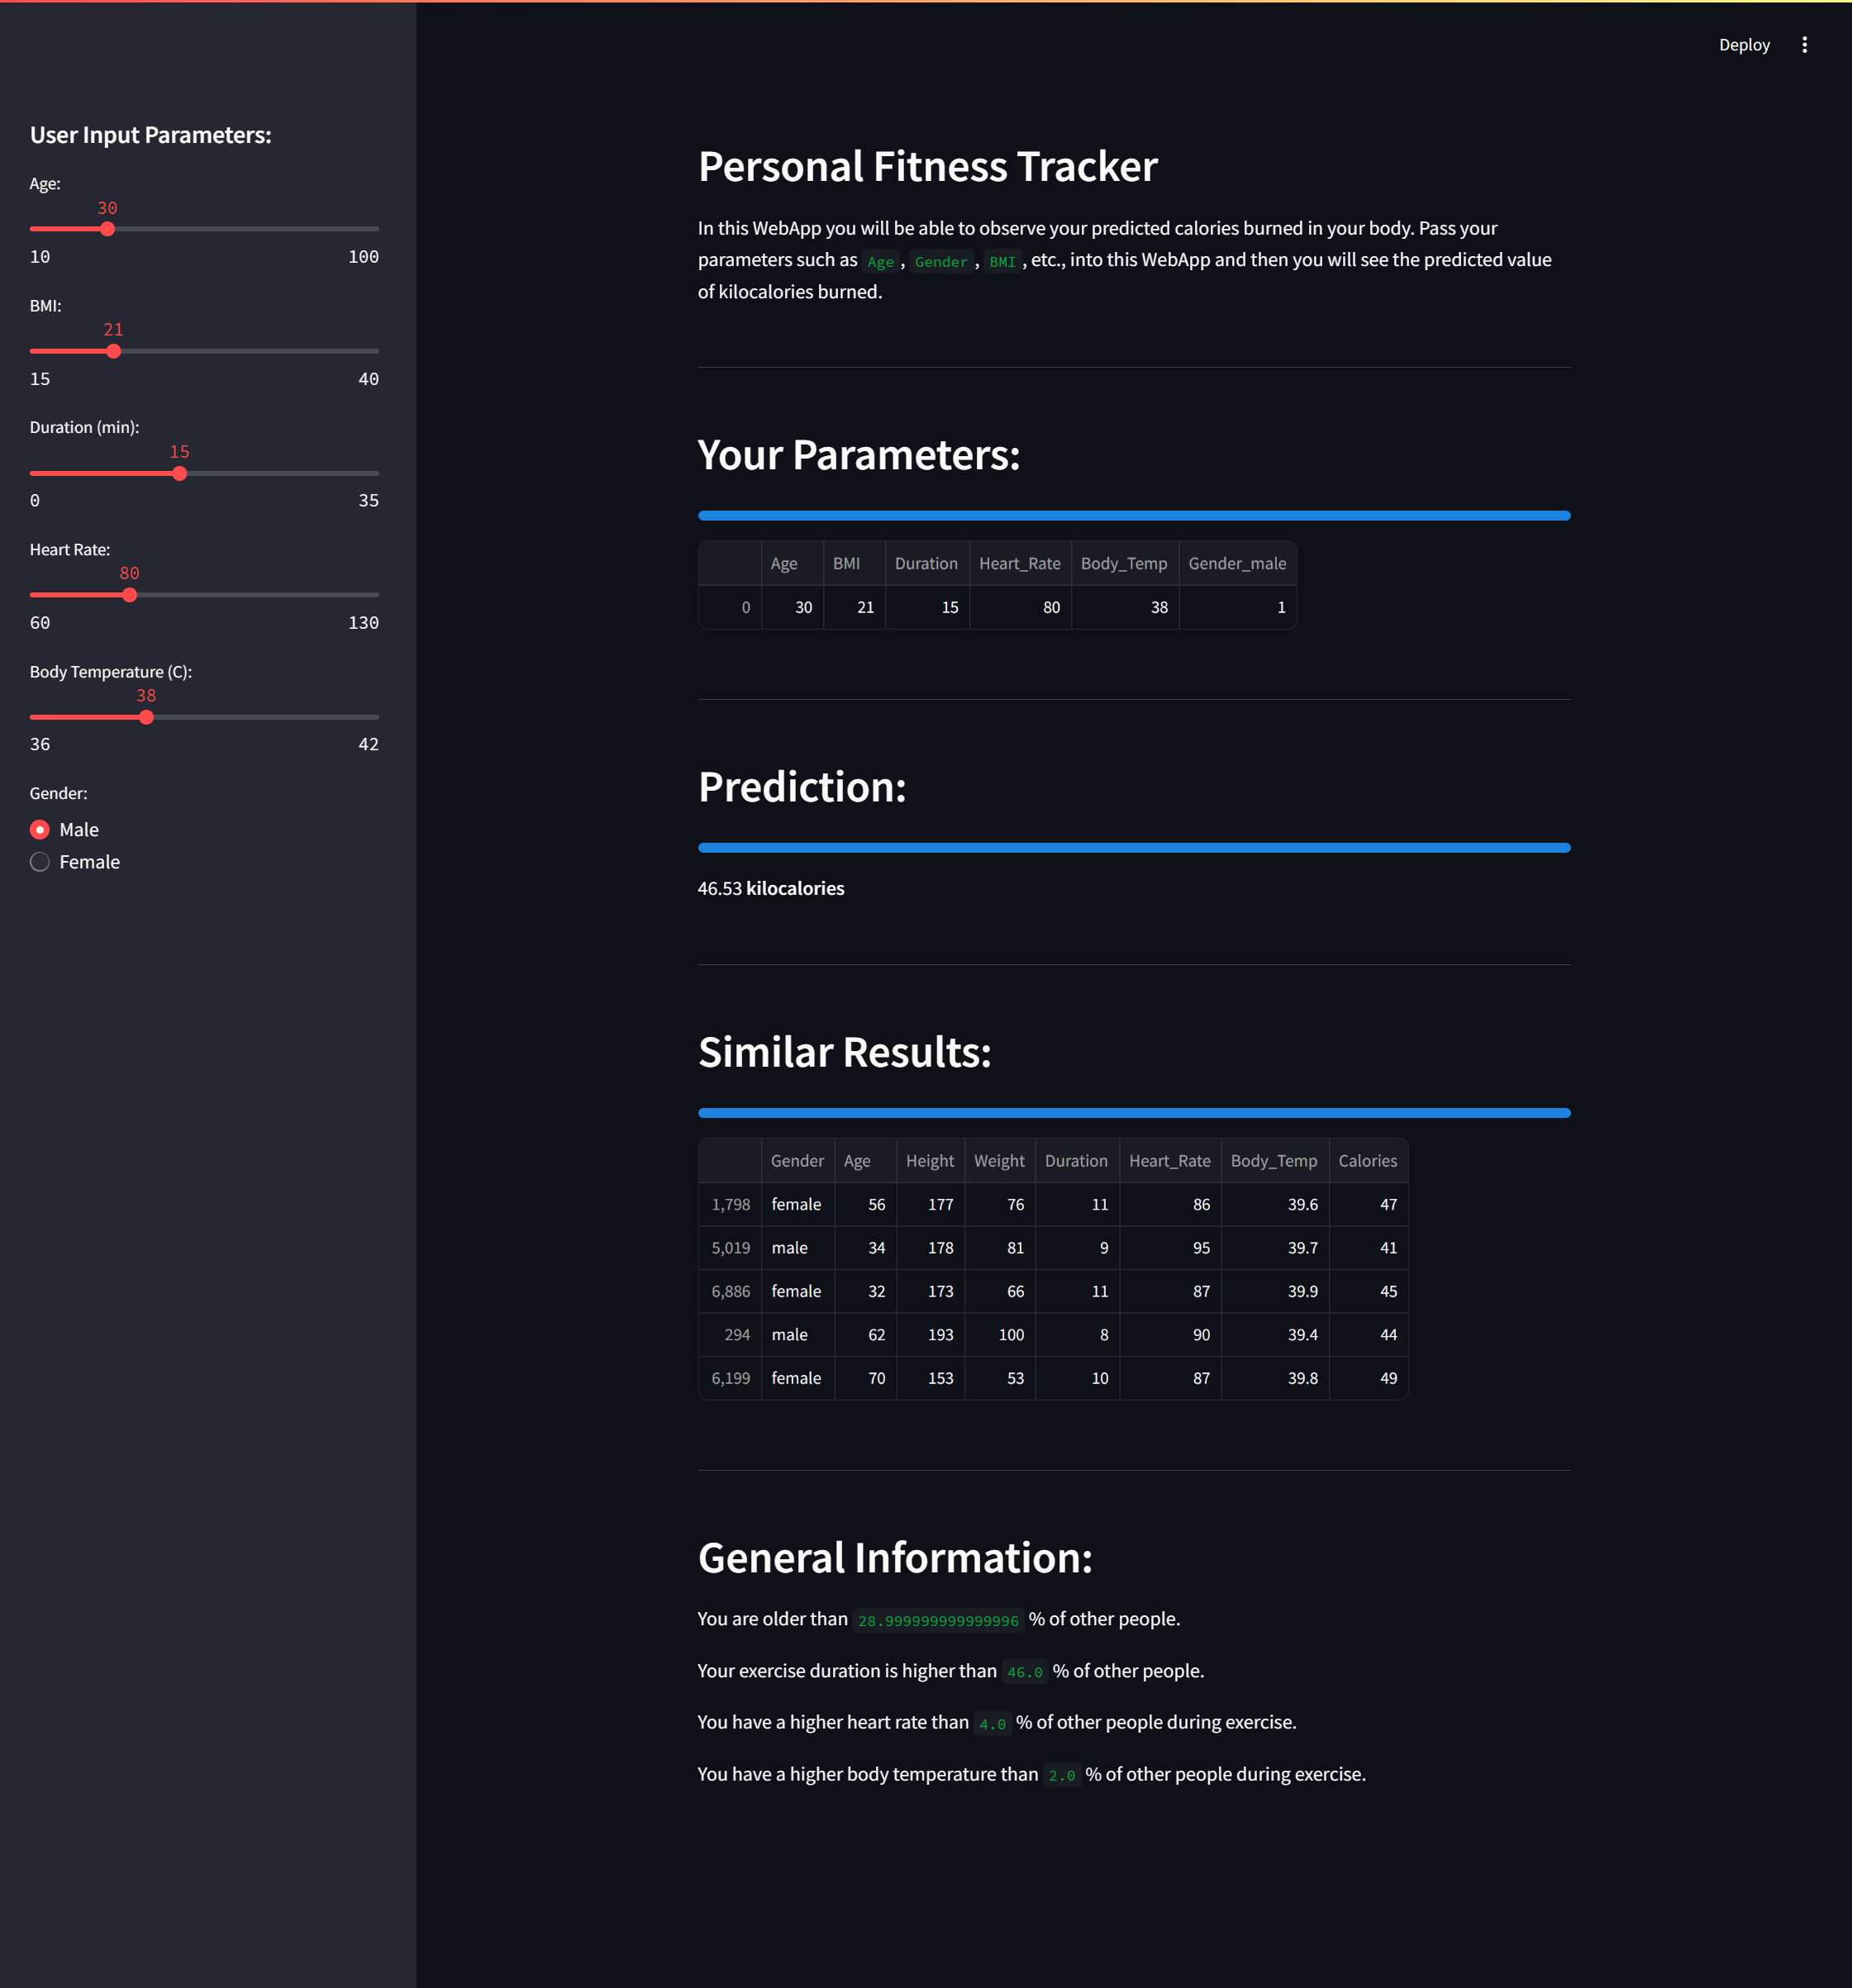 Deploy
User Input Parameters:
Age:
30
10 100
BMI:
21
15 40
Duration (min):
15
0 35
Heart Rate:
80
60 130
Body Temperature (C):
38
36 42
Gender:
Male
Female
Personal Fitness Tracker
In this WebApp you will be able to observe your predicted calories burned in your body. Pass your
parameters such as Age , Gender , BMI , etc., into this WebApp and then you will see the predicted value
of kilocalories burned.
Your Parameters:
Age BMI Duration Heart_Rate Body_Temp Gender_male
0 30 21 15 80 38 1
Prediction:
46.53 kilocalories
Similar Results:
Gender Age Height Weight Duration Heart_Rate Body_Temp Calories
1,798 female 56 177 76 11 86 39.6 47
5,019 male 34 178 81 9 95 39.7 41
6,886 female 32 173 66 11 87 39.9 45
294 male 62 193 100 8 90 39.4 44
6,199 female 70 153 53 10 87 39.8 49
General Information:
You are older than 28.999999999999996 % of other people.
Your exercise duration is higher than 46.0 % of other people.
You have a higher heart rate than 4.0 % of other people during exercise.
You have a higher body temperature than 2.0 % of other people during exercise.